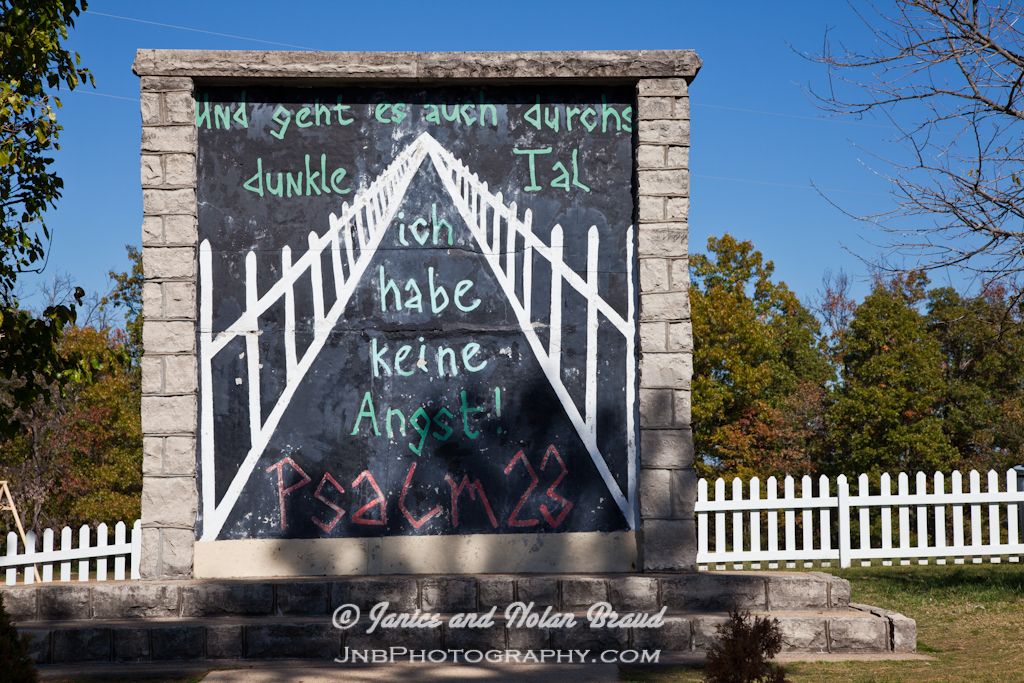 und geht es auch durchs
dunkle Tal
ich
habe
keine
Angst!
Psalm 23
© Janice and Nolan Braud
JnBPhotography.com